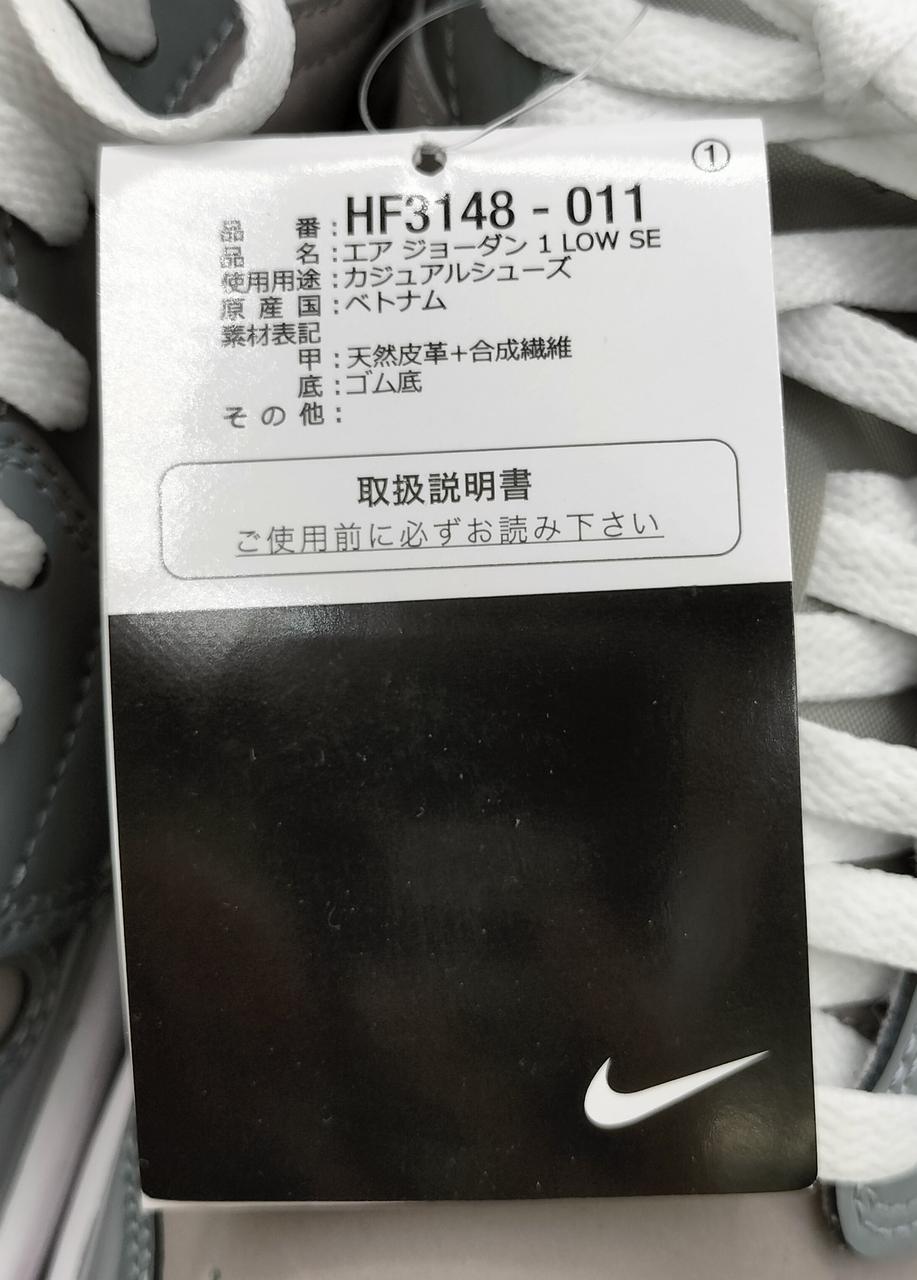 ①
品番:HF3148 - 011
品名:エア ジョーダン 1 LOW SE
使用用途:カジュアルシューズ
原産国:ベトナム
素材表記
甲:天然皮革+合成繊維
底:ゴム底
その他:
取扱説明書
ご使用前に必ずお読み下さい